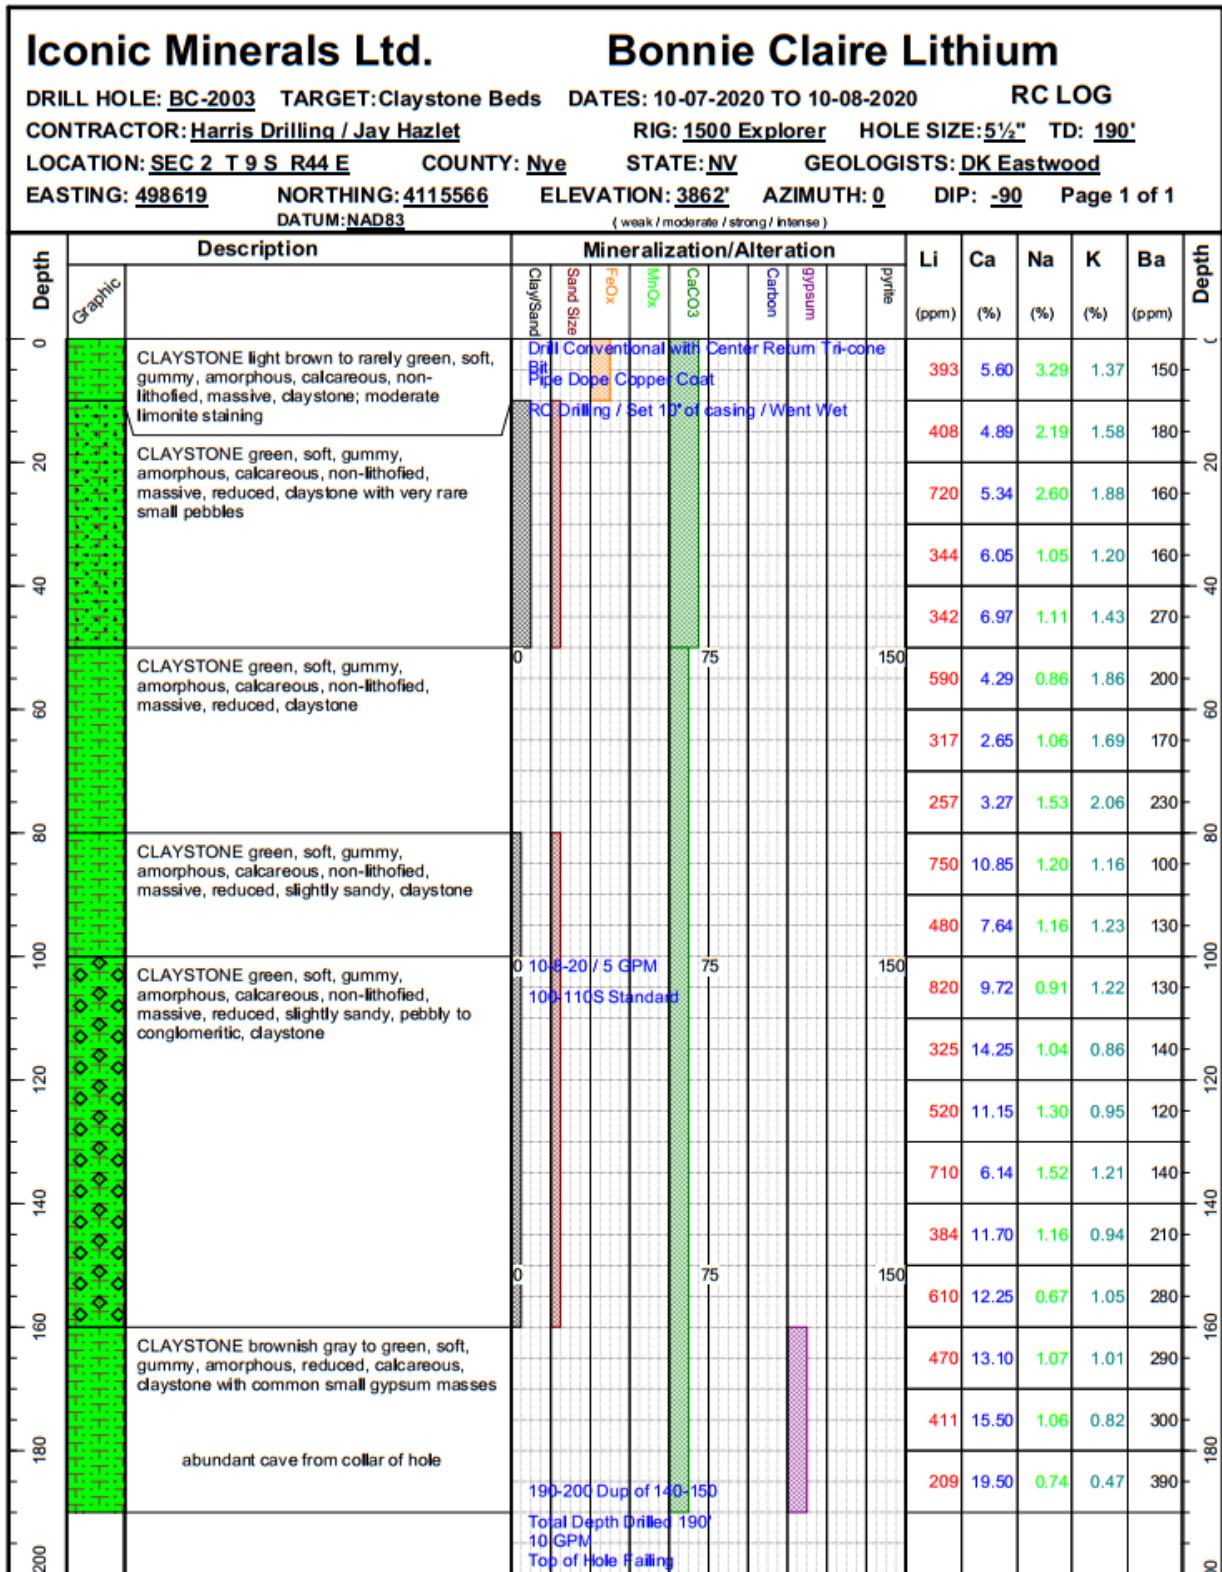 Iconic Minerals Ltd. Bonnie Claire Lithium
DRILL HOLE: BC-2003 TARGET:Claystone Beds DATES: 10-07-2020 TO 10-08-2020 RC LOG
CONTRACTOR: Harris Drilling / Jay Hazlet RIG: 1500 Explorer HOLE SIZE: 5½" TD: 190'
LOCATION: SEC 2 T 9 S R44 E COUNTY: Nye STATE: NV GEOLOGISTS: DK Eastwood
EASTING: 498619 NORTHING: 4115566 ELEVATION: 3862' AZIMUTH: 0 DIP: -90 Page 1 of 1
DATUM: NAD83 ( weak / moderate / strong / intense )
Depth Description Mineralization/Alteration Li Ca Na K Ba Depth
Graphic Clay/Sand Sand Size FeOx MnOx CaCO3 Carbon gypsum pyrite
(ppm) (%) (%) (%) (ppm)
0
CLAYSTONE light brown to rarely green, soft,
gummy, amorphous, calcareous, non-
lithofied, massive, claystone; moderate
limonite staining
Drill Conventional with Center Return Tri-cone
Bit
Pipe Dope Copper Coat
393 5.60 3.29 1.37 150
RC Drilling / Set 10' of casing / Went Wet
408 4.89 2.19 1.58 180
CLAYSTONE green, soft, gummy,
amorphous, calcareous, non-lithofied,
massive, reduced, claystone with very rare
small pebbles
20 20
720 5.34 2.60 1.88 160
344 6.05 1.05 1.20 160
40 40
342 6.97 1.11 1.43 270
0 75 150
CLAYSTONE green, soft, gummy,
amorphous, calcareous, non-lithofied,
massive, reduced, claystone
590 4.29 0.86 1.86 200
60 60
317 2.65 1.06 1.69 170
257 3.27 1.53 2.06 230
80 80
CLAYSTONE green, soft, gummy,
amorphous, calcareous, non-lithofied,
massive, reduced, slightly sandy, claystone
750 10.85 1.20 1.16 100
480 7.64 1.16 1.23 130
100 100
0 75 150
10-8-20 / 5 GPM
100-110S Standard
CLAYSTONE green, soft, gummy,
amorphous, calcareous, non-lithofied,
massive, reduced, slightly sandy, pebbly to
conglomeritic, claystone
820 9.72 0.91 1.22 130
325 14.25 1.04 0.86 140
120 120
520 11.15 1.30 0.95 120
710 6.14 1.52 1.21 140
140 140
384 11.70 1.16 0.94 210
0 75 150
610 12.25 0.67 1.05 280
160 160
CLAYSTONE brownish gray to green, soft,
gummy, amorphous, reduced, calcareous,
claystone with common small gypsum masses
470 13.10 1.07 1.01 290
411 15.50 1.06 0.82 300
180 180
abundant cave from collar of hole
209 19.50 0.74 0.47 390
190-200 Dup of 140-150
Total Depth Drilled 190'
10 GPM
Top of Hole Failing
200